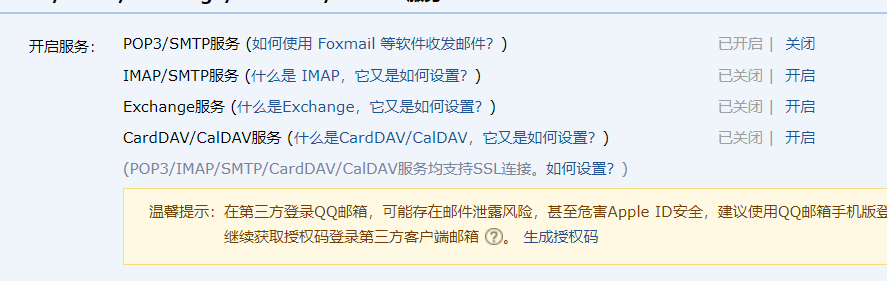 开启服务： POP3/SMTP服务 (如何使用 Foxmail 等软件收发邮件？) 已开启 | 关闭
IMAP/SMTP服务 (什么是 IMAP，它又是如何设置？) 已关闭 | 开启
Exchange服务 (什么是Exchange，它又是如何设置？) 已关闭 | 开启
CardDAV/CalDAV服务 (什么是CardDAV/CalDAV，它又是如何设置？) 已关闭 | 开启
(POP3/IMAP/SMTP/CardDAV/CalDAV服务均支持SSL连接。如何设置？)
温馨提示：在第三方登录QQ邮箱，可能存在邮件泄露风险，甚至危害Apple ID安全，建议使用QQ邮箱手机版登
继续获取授权码登录第三方客户端邮箱 ?。 生成授权码